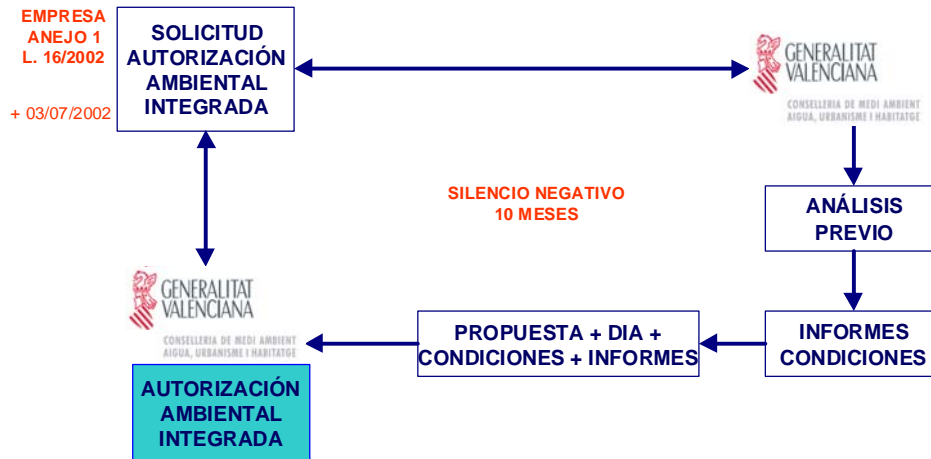 EMPRESA
ANEJO 1
L. 16/2002
+ 03/07/2002
SOLICITUD
AUTORIZACIÓN
AMBIENTAL
INTEGRADA
GENERALITAT
VALENCIANA
CONSELLERIA DE MEDI AMBIENT
AIGUA, URBANISME I HABITATGE
SILENCIO NEGATIVO
10 MESES
ANÁLISIS
PREVIO
INFORMES
CONDICIONES
PROPUESTA + DIA +
CONDICIONES + INFORMES
GENERALITAT
VALENCIANA
CONSELLERIA DE MEDI AMBIENT
AIGUA, URBANISME I HABITATGE
AUTORIZACIÓN
AMBIENTAL
INTEGRADA